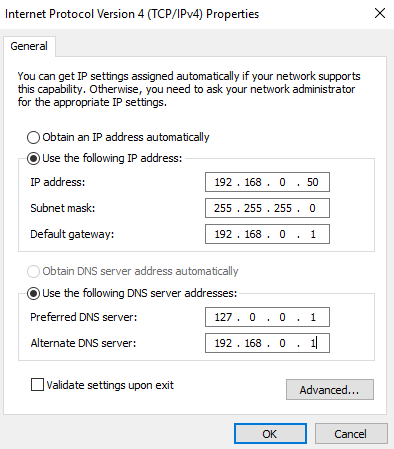 Internet Protocol Version 4 (TCP/IPv4) Properties
General
You can get IP settings assigned automatically if your network supports
this capability. Otherwise, you need to ask your network administrator
for the appropriate IP settings.
Obtain an IP address automatically
Use the following IP address:
IP address: 192 . 168 . 0 . 50
Subnet mask: 255 . 255 . 255 . 0
Default gateway: 192 . 168 . 0 . 1
Obtain DNS server address automatically
Use the following DNS server addresses:
Preferred DNS server: 127 . 0 . 0 . 1
Alternate DNS server: 192 . 168 . 0 . 1
Validate settings upon exit
Advanced...
OK Cancel